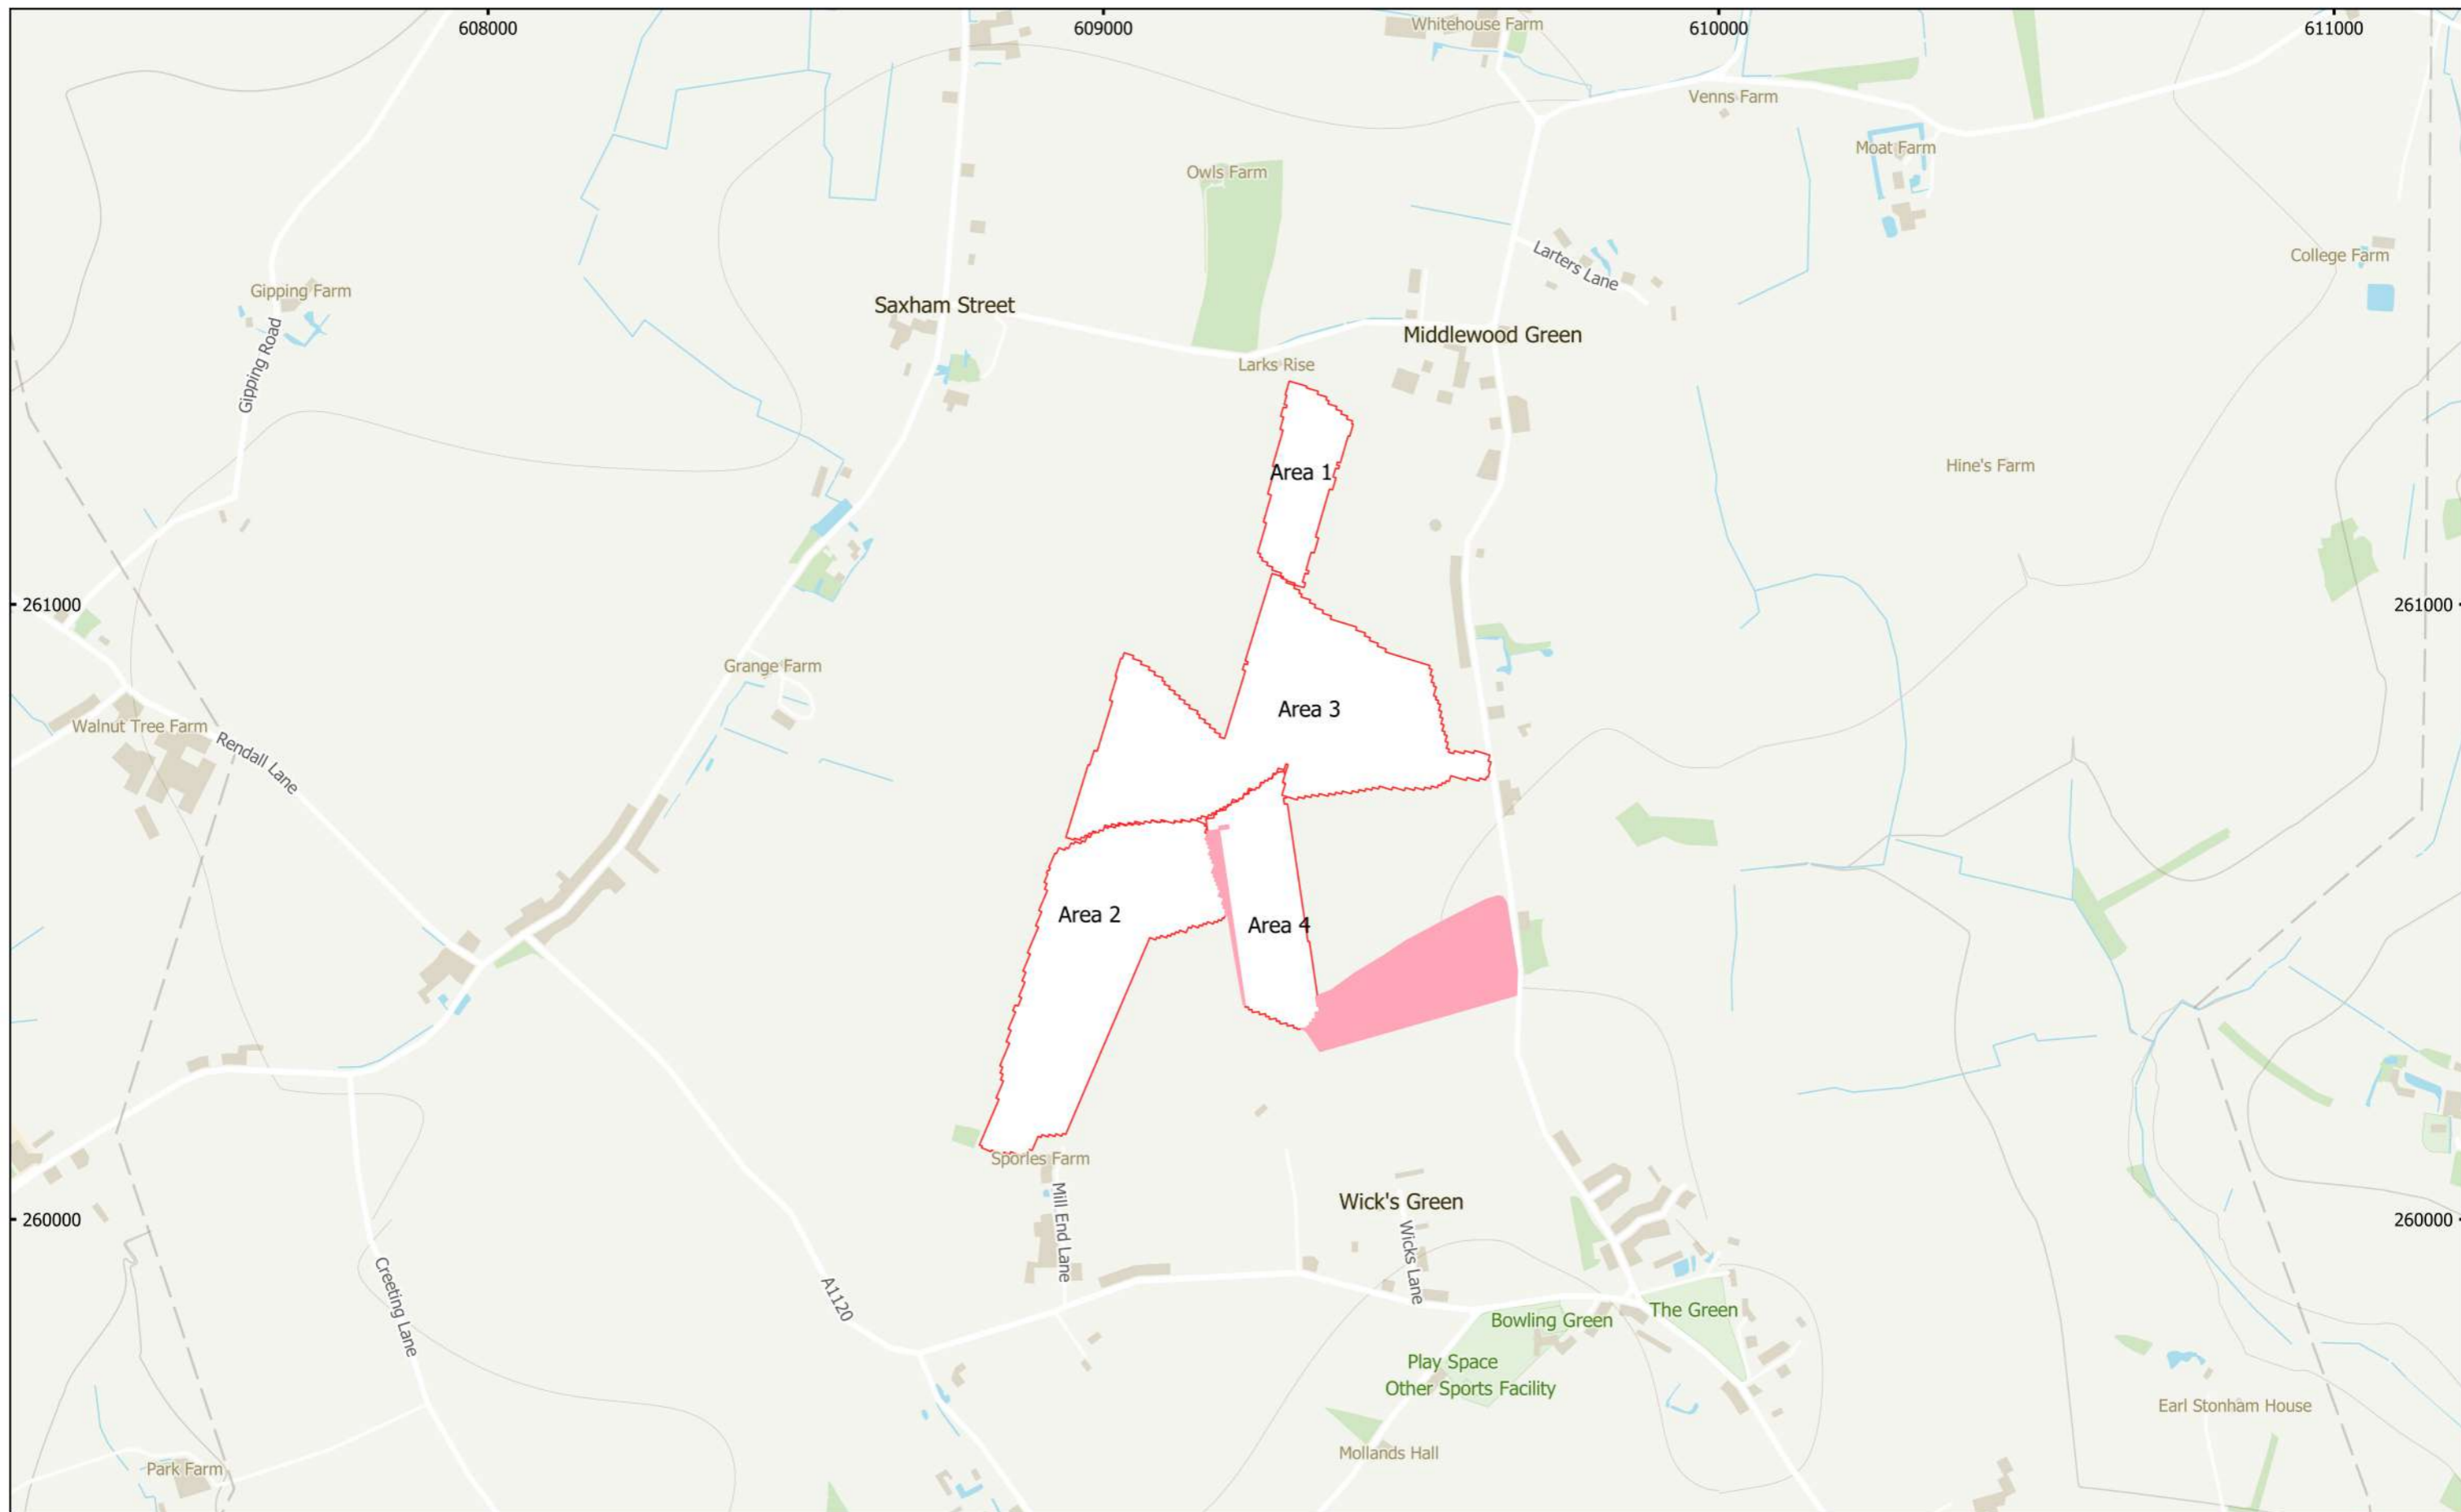 608000
609000
610000
611000
Whitehouse Farm
Venns Farm
Moat Farm
Owls Farm
College Farm
Larters Lane
Gipping Farm
Saxham Street
Gipping Road
Middlewood Green
Larks Rise
Area 1
Hine's Farm
261000
261000
Grange Farm
Area 3
Walnut Tree Farm
Rendall Lane
Area 2
Area 4
Sporles Farm
Mill End Lane
Wick's Green
Wicks Lane
260000
260000
Creeting Lane
A1120
The Green
Bowling Green
Play Space
Other Sports Facility
Earl Stonham House
Mollands Hall
Park Farm